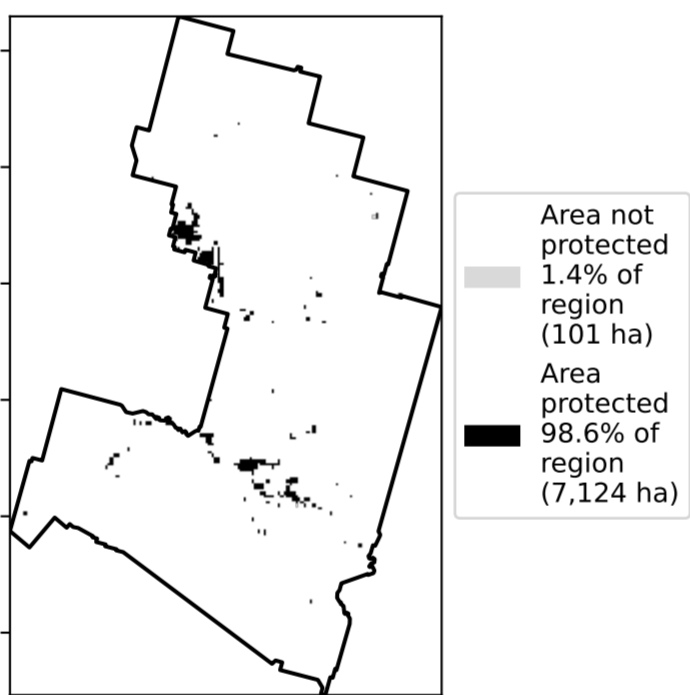 Area not
protected
1.4% of
region
(101 ha)
Area
protected
98.6% of
region
(7,124 ha)